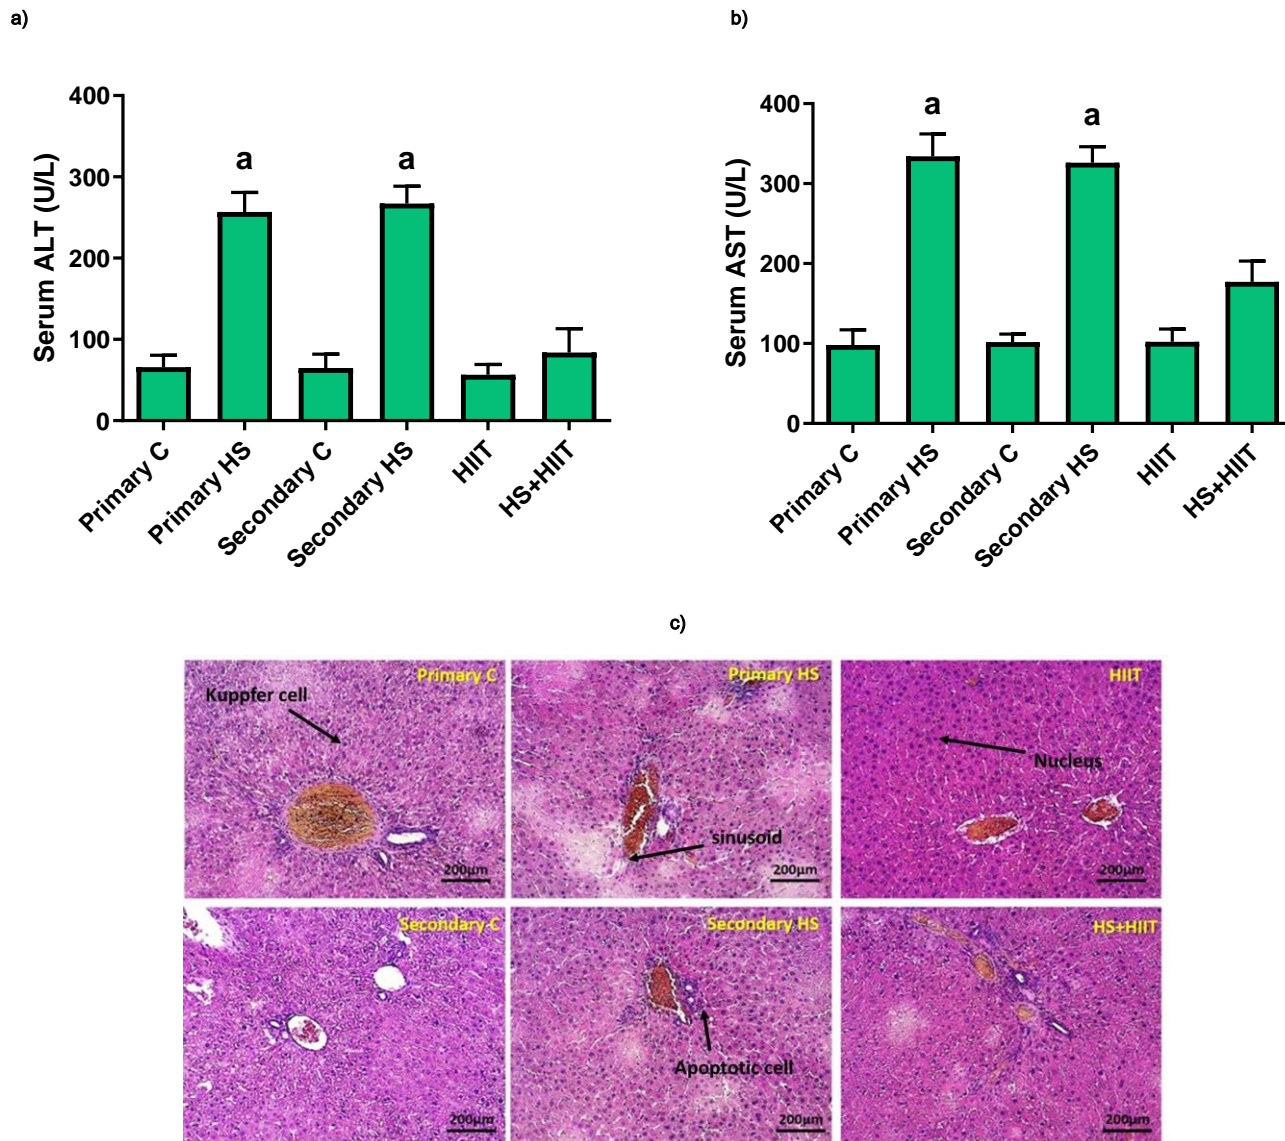 a)
Serum ALT (U/L)
400
300
200
100
0
a
a
Primary C
Primary HS
Secondary C
Secondary HS
HIIT
HS+HIIT
b)
Serum AST (U/L)
400
300
200
100
0
a
a
Primary C
Primary HS
Secondary C
Secondary HS
HIIT
HS+HIIT
c)
Primary C
Kuppfer cell
200µm
Primary HS
sinusoid
200µm
HIIT
Nucleus
200µm
Secondary C
200µm
Secondary HS
Apoptotic cell
200µm
HS+HIIT
200µm